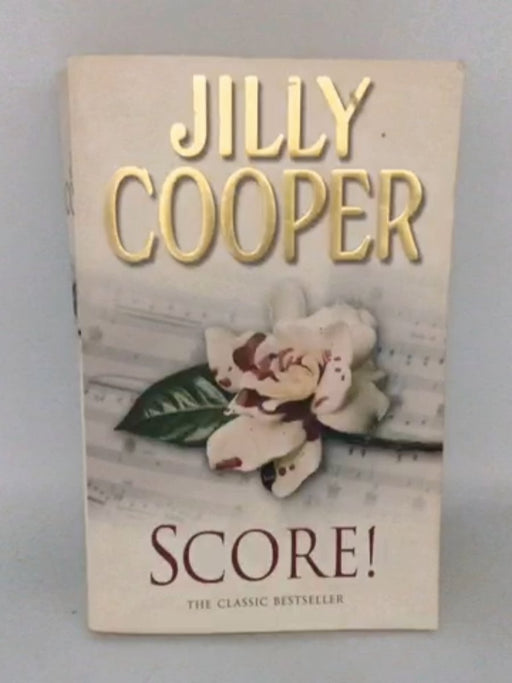 JILLY
COOPER
SCORE!
THE CLASSIC BESTSELLER